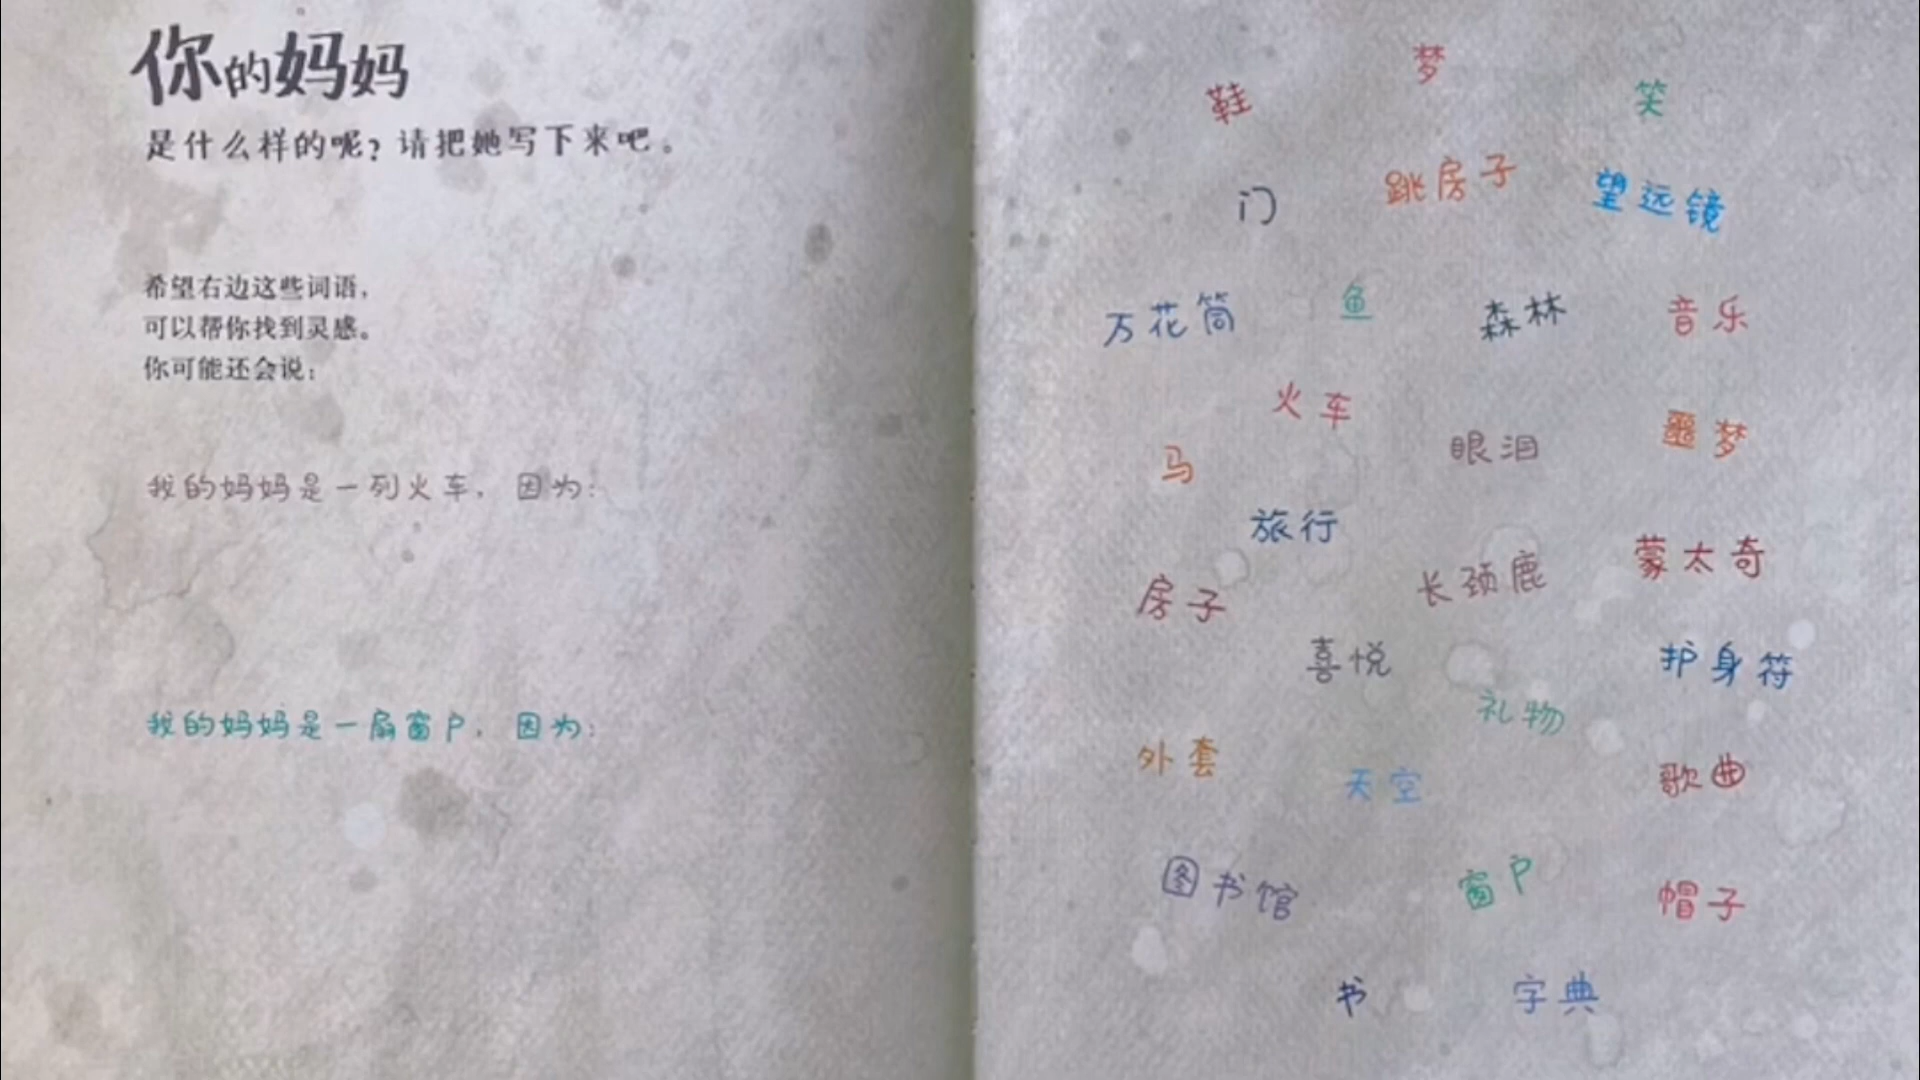 你的妈妈
是什么样的呢？请把她写下来吧。
希望右边这些词语，
可以帮你找到灵感。
你可能还会说：
我的妈妈是一列火车，因为：
我的妈妈是一扇窗户，因为：
梦
鞋
笑
门
跳房子
望远镜
万花筒
鱼
森林
音乐
火车
马
眼泪
噩梦
旅行
房子
长颈鹿
蒙太奇
喜悦
护身符
礼物
外套
天空
歌曲
图书馆
窗户
帽子
书
字典